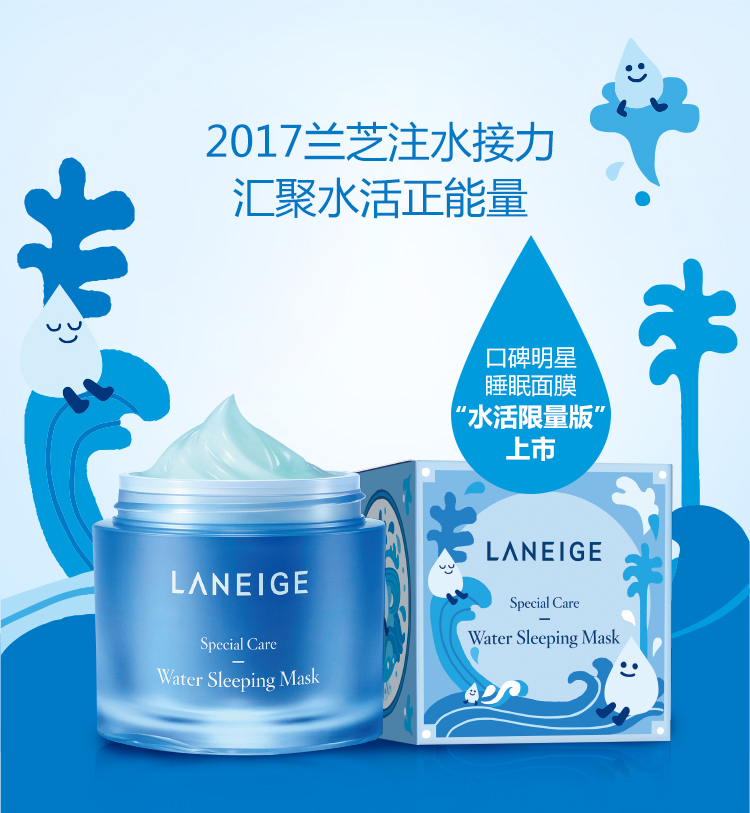 2017兰芝注水接力
汇聚水活正能量
口碑明星
睡眠面膜
“水活限量版”
上市
LANEIGE
Special Care
Water Sleeping Mask
LANEIGE
Special Care
Water Sleeping Mask